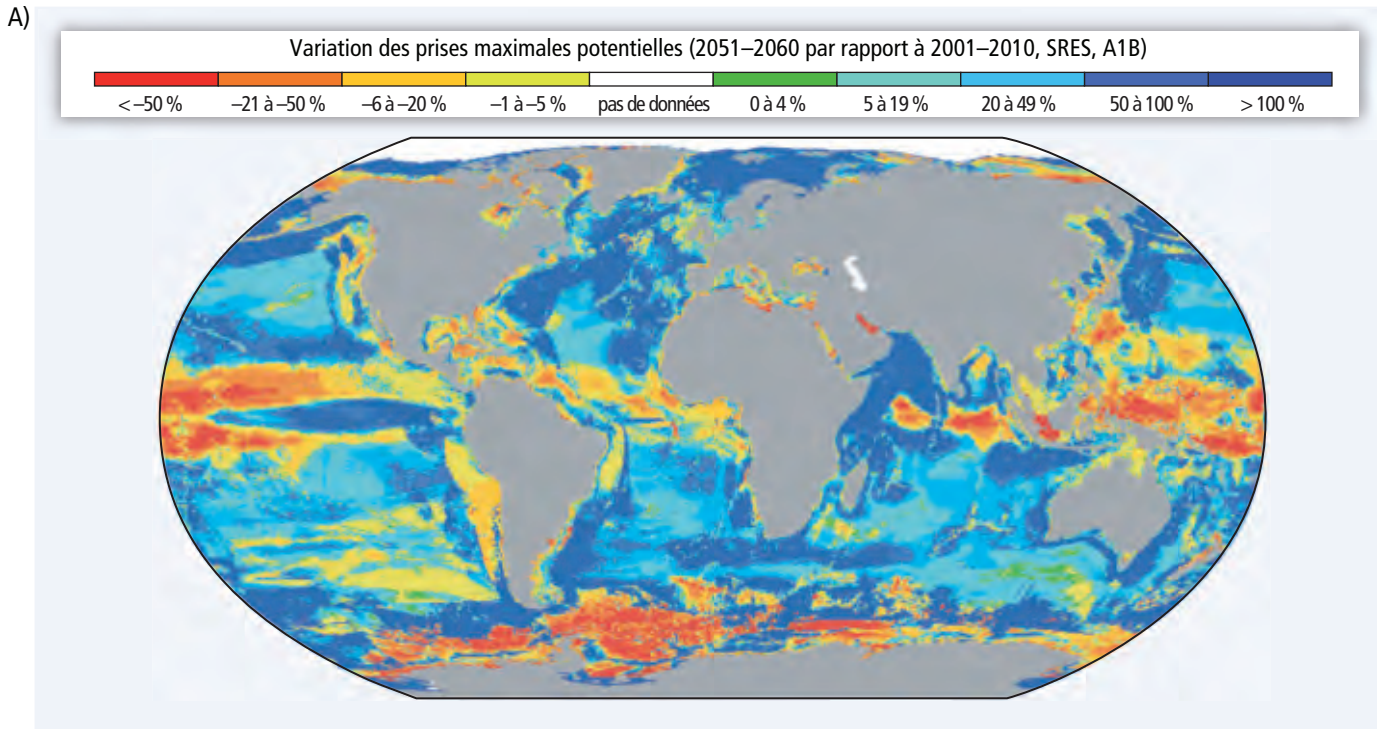 A)
Variation des prises maximales potentielles (2051–2060 par rapport à 2001–2010, SRES, A1B)
< –50 % –21 à –50 % –6 à –20 % –1 à –5 % pas de données 0 à 4 % 5 à 19 % 20 à 49 % 50 à 100 % > 100 %